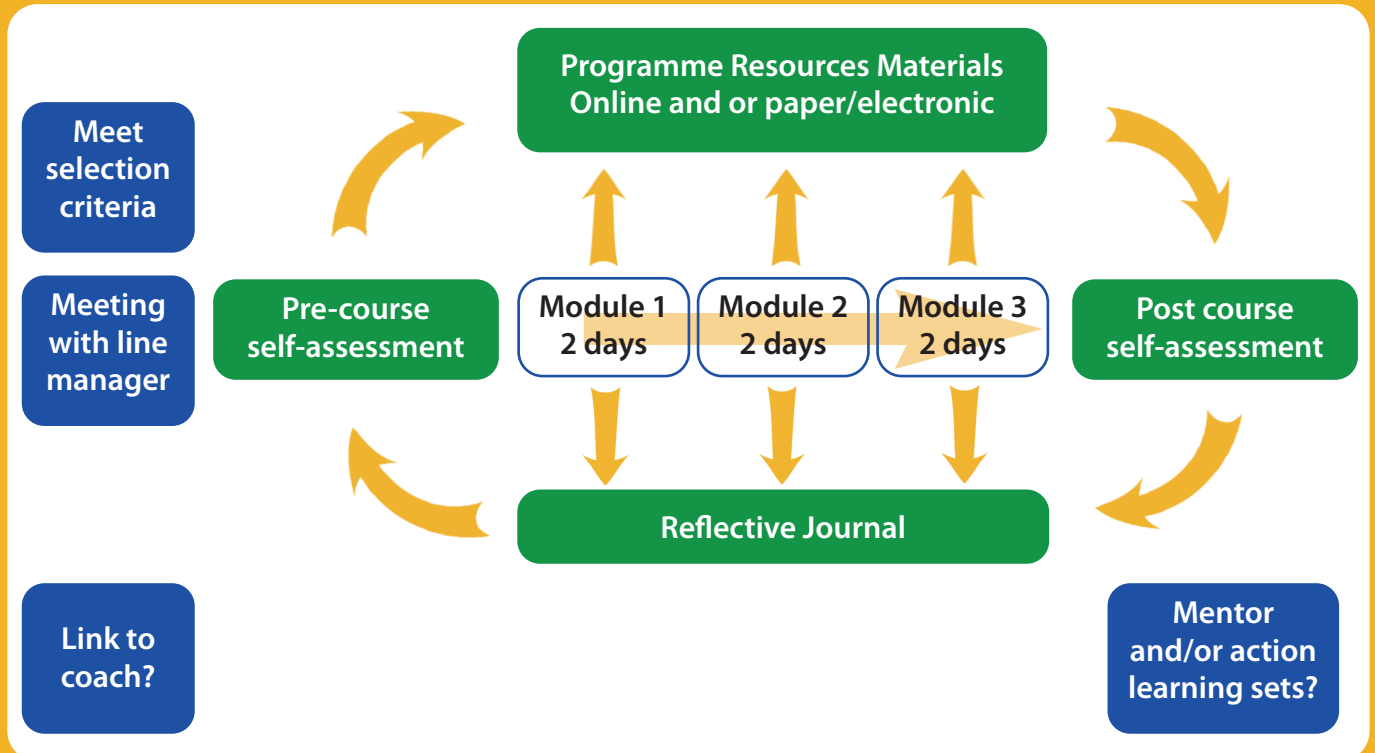 Programme Resources Materials
Online and or paper/electronic
Meet
selection
criteria
Meeting
with line
manager
Pre-course
self-assessment
Module 1
2 days
Module 2
2 days
Module 3
2 days
Post course
self-assessment
Reflective Journal
Link to
coach?
Mentor
and/or action
learning sets?